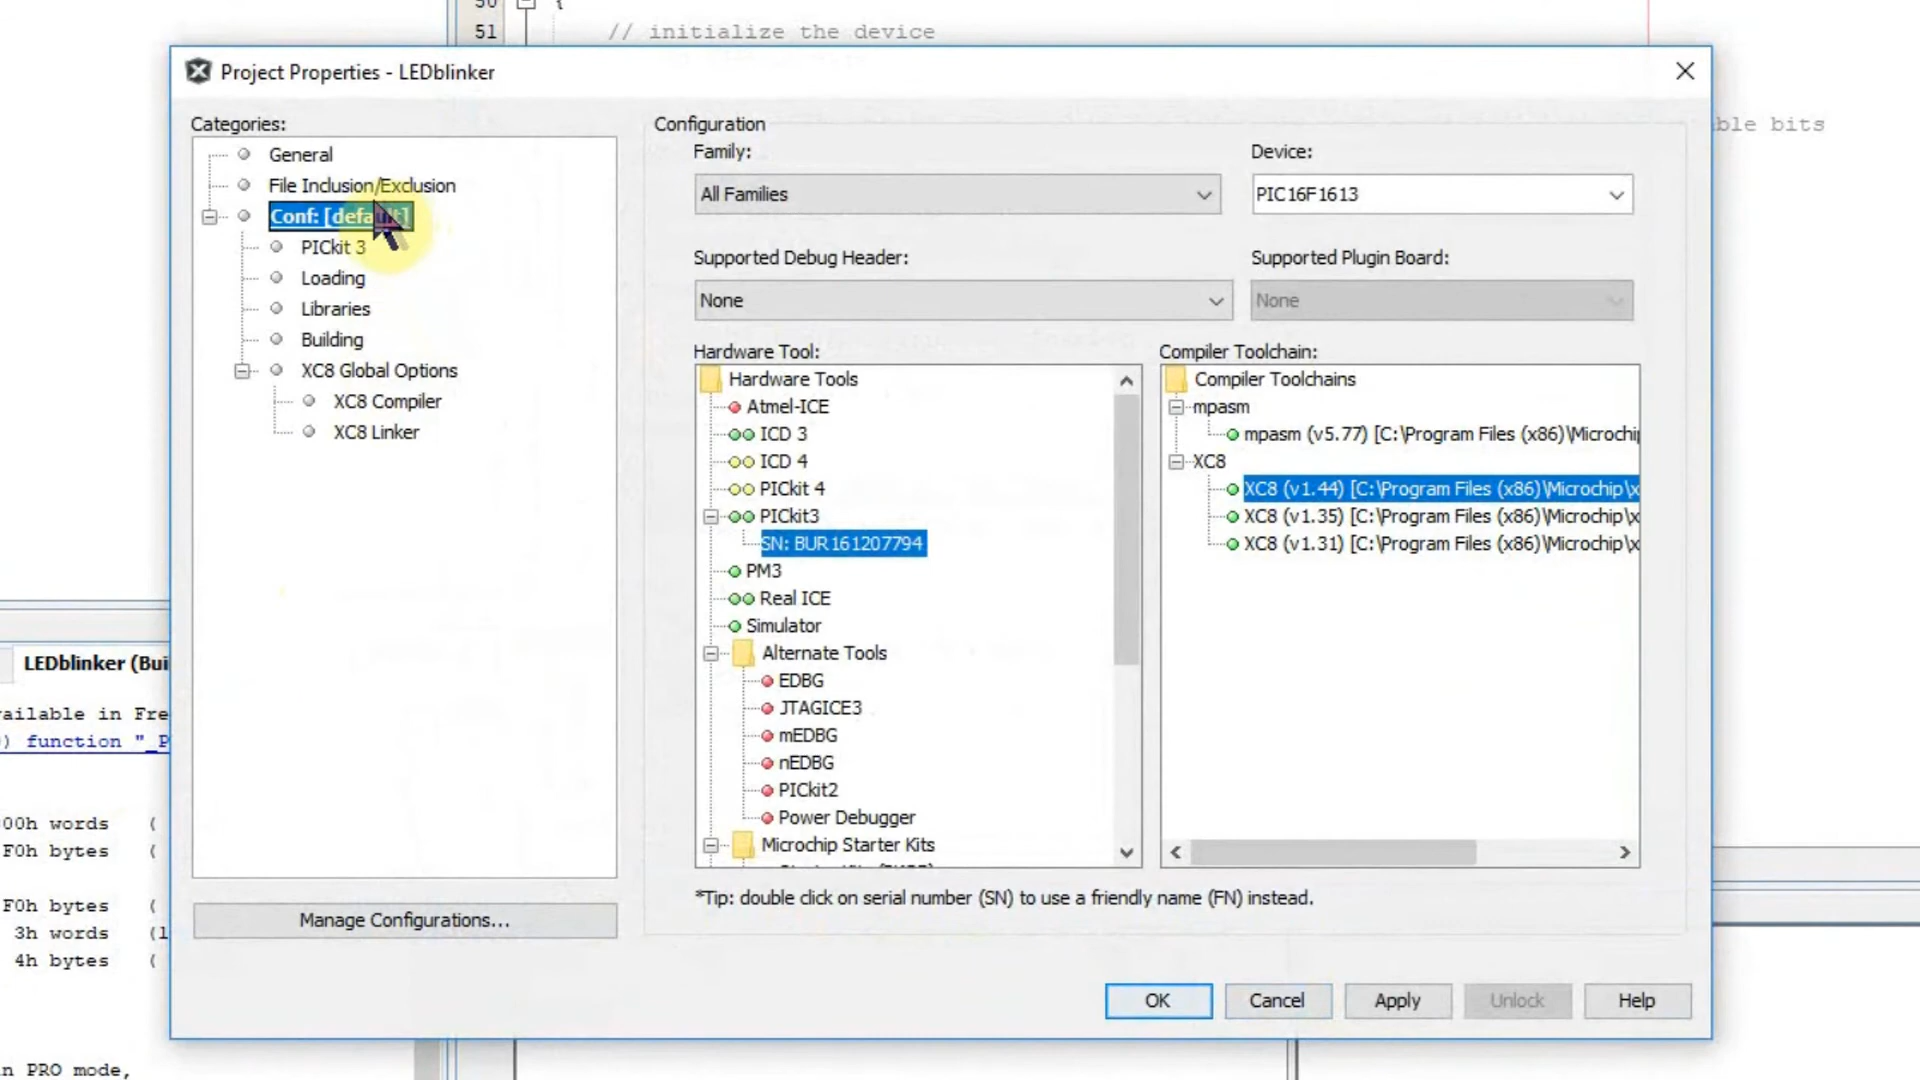 50 {
51 // initialize the device
Project Properties - LEDblinker
ble bits
Categories:
General
File Inclusion/Exclusion
Conf: [default]
PICkit 3
Loading
Libraries
Building
XC8 Global Options
XC8 Compiler
XC8 Linker
Manage Configurations...
Configuration
Family:
All Families
Device:
PIC16F1613
Supported Debug Header:
None
Supported Plugin Board:
None
Hardware Tool:
Hardware Tools
Atmel-ICE
ICD 3
ICD 4
PICkit 4
PICkit3
SN: BUR161207794
PM3
Real ICE
Simulator
Alternate Tools
EDBG
JTAGICE3
mEDBG
nEDBG
PICkit2
Power Debugger
Microchip Starter Kits
Compiler Toolchain:
Compiler Toolchains
mpasm
mpasm (v5.77) [C:\Program Files (x86)\Microchi
XC8
XC8 (v1.44) [C:\Program Files (x86)\Microchip\x
XC8 (v1.35) [C:\Program Files (x86)\Microchip\x
XC8 (v1.31) [C:\Program Files (x86)\Microchip\x
*Tip: double click on serial number (SN) to use a friendly name (FN) instead.
OK
Cancel
Apply
Unlock
Help
LEDblinker (Bui
ailable in Fre
) function "_P
00h words (
F0h bytes (
F0h bytes (
3h words (1
4h bytes (
n PRO mode,